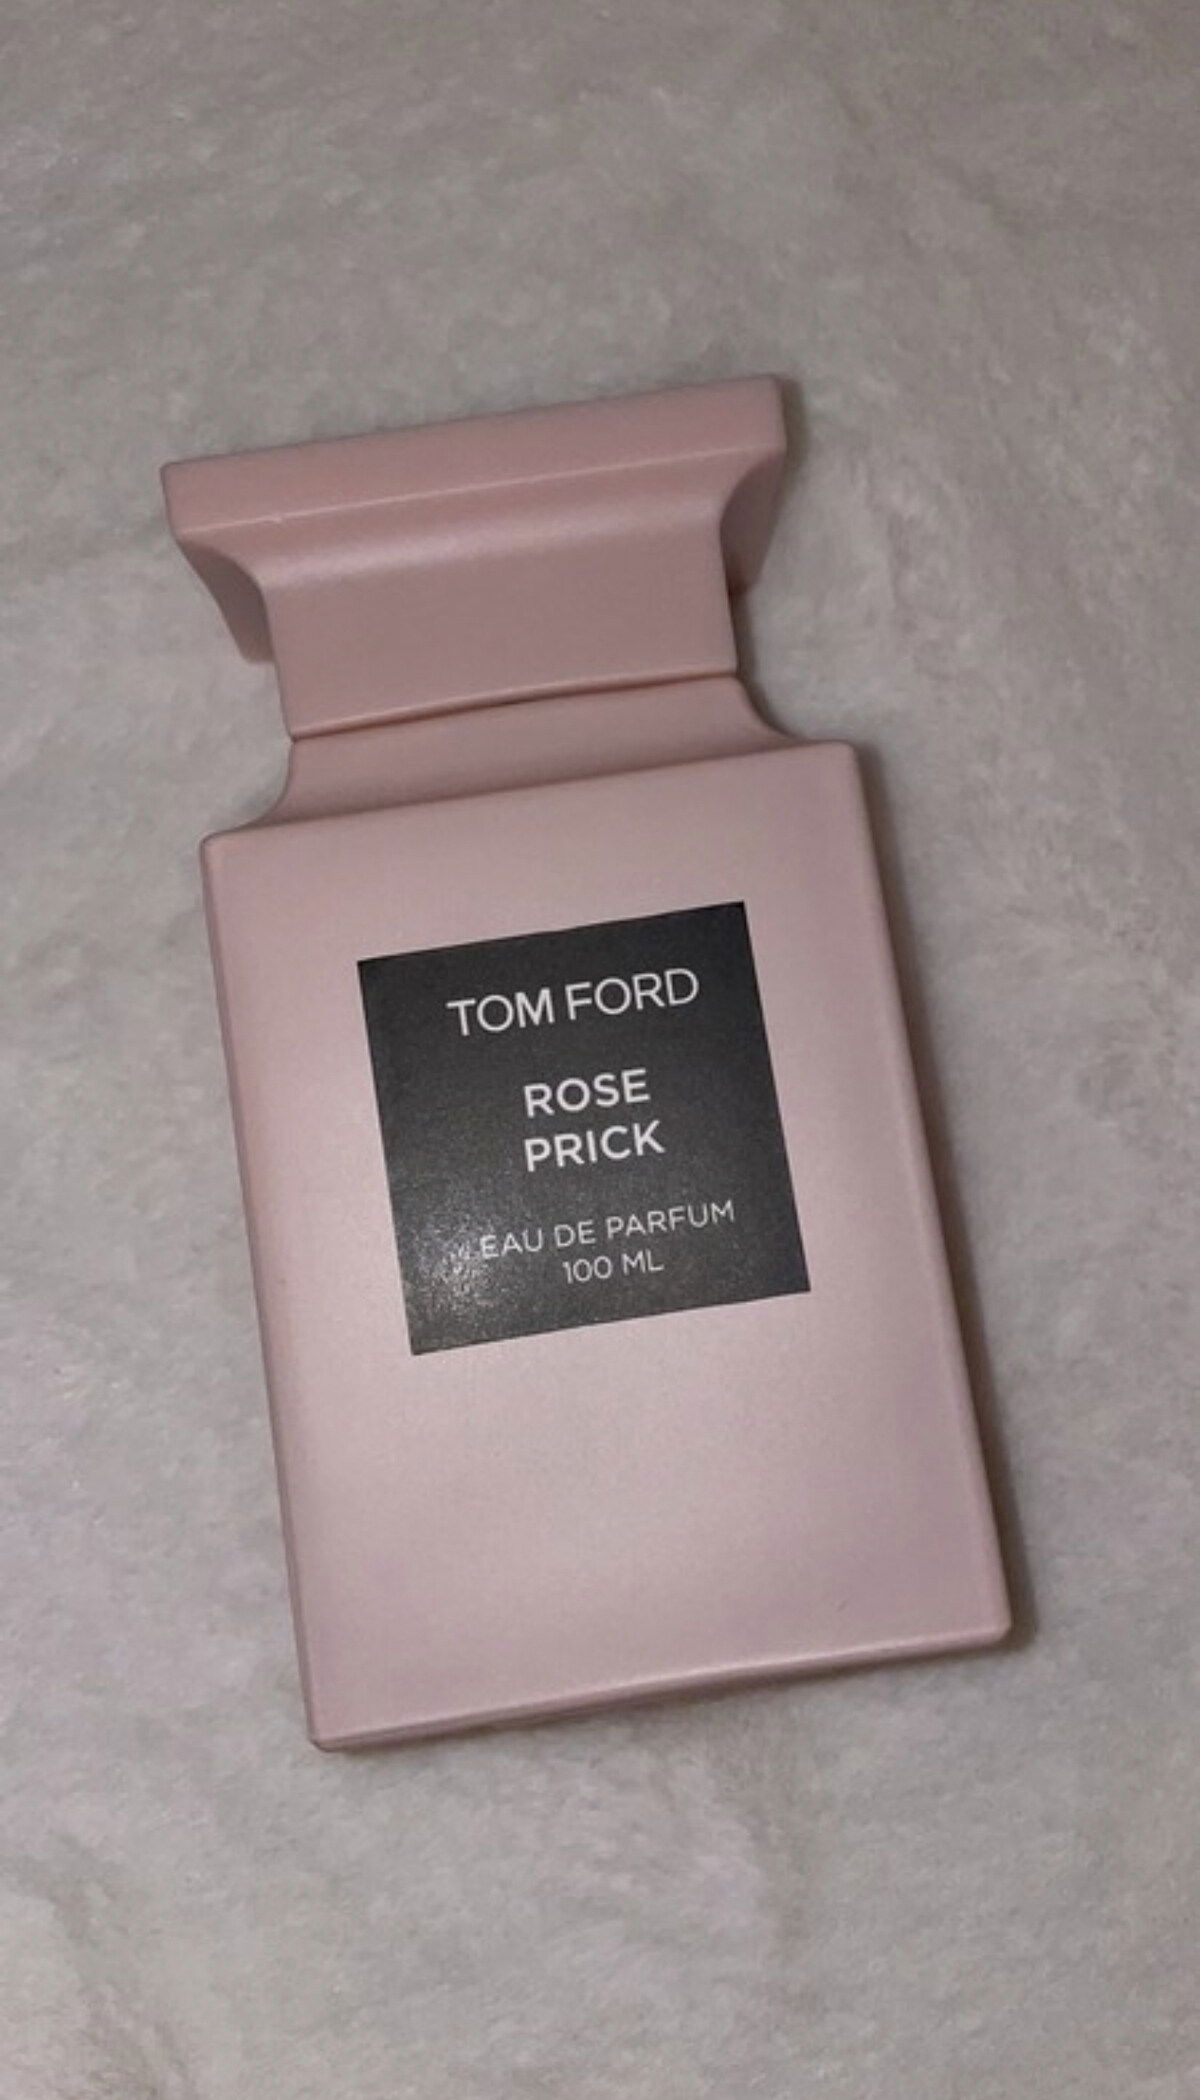 TOM FORD
ROSE
PRICK
EAU DE PARFUM
100 ML